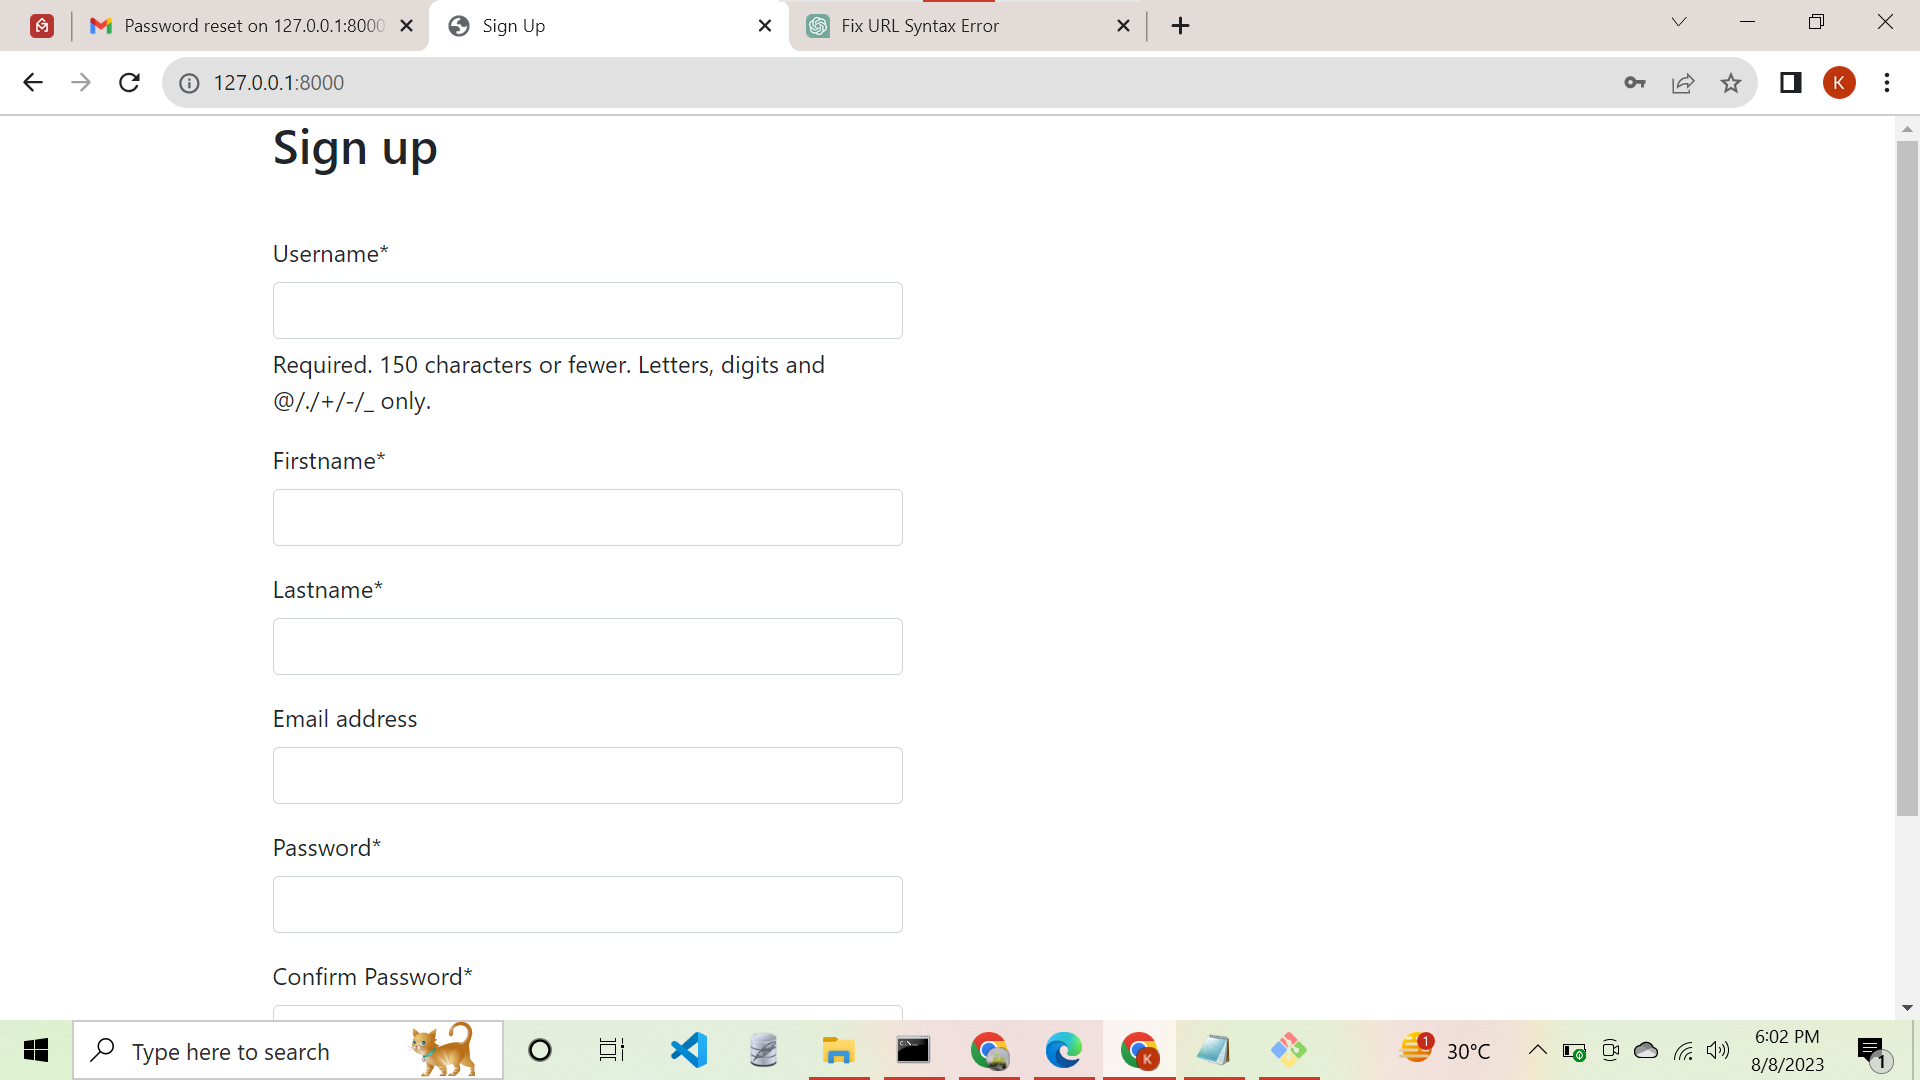 Password reset on 127.0.0.1:8000
Sign Up
Fix URL Syntax Error
127.0.0.1:8000
K
Sign up
Username*
Required. 150 characters or fewer. Letters, digits and
@/./+/-/_ only.
Firstname*
Lastname*
Email address
Password*
Confirm Password*
Type here to search
K
1
30°C
6:02 PM
8/8/2023
1